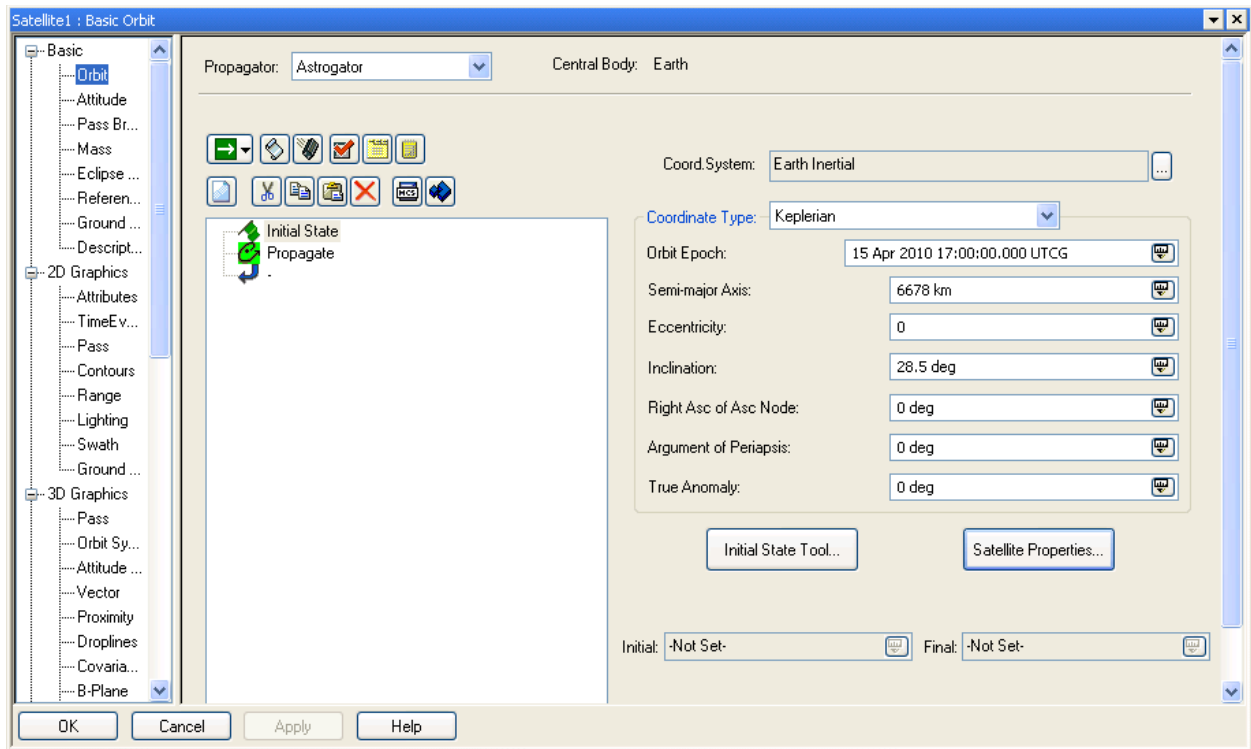 Satellite1 : Basic Orbit
Basic
Orbit
Attitude
Pass Br...
Mass
Eclipse ...
Referen...
Ground ...
Descript...
2D Graphics
Attributes
TimeEv...
Pass
Contours
Range
Lighting
Swath
Ground ...
3D Graphics
Pass
Orbit Sy...
Attitude ...
Vector
Proximity
Droplines
Covaria...
B-Plane
Propagator: Astrogator Central Body: Earth
MCS
Initial State
Propagate
-
Coord.System: Earth Inertial ...
Coordinate Type: Keplerian
Orbit Epoch: 15 Apr 2010 17:00:00.000 UTCG
Semi-major Axis: 6678 km
Eccentricity: 0
Inclination: 28.5 deg
Right Asc of Asc Node: 0 deg
Argument of Periapsis: 0 deg
True Anomaly: 0 deg
Initial State Tool... Satellite Properties...
Initial: -Not Set- Final: -Not Set-
OK Cancel Apply Help